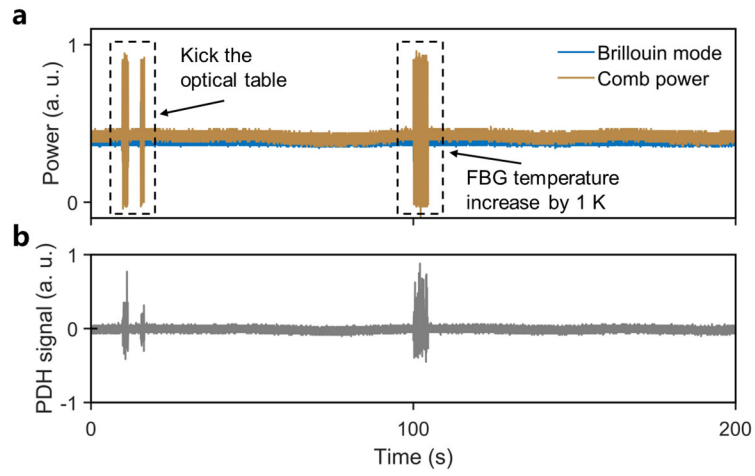 a
1
Kick the
optical table
Brillouin mode
Comb power
Power (a. u.)
FBG temperature
increase by 1 K
0
b
1
PDH signal (a. u.)
0
-1
0
100
200
Time (s)